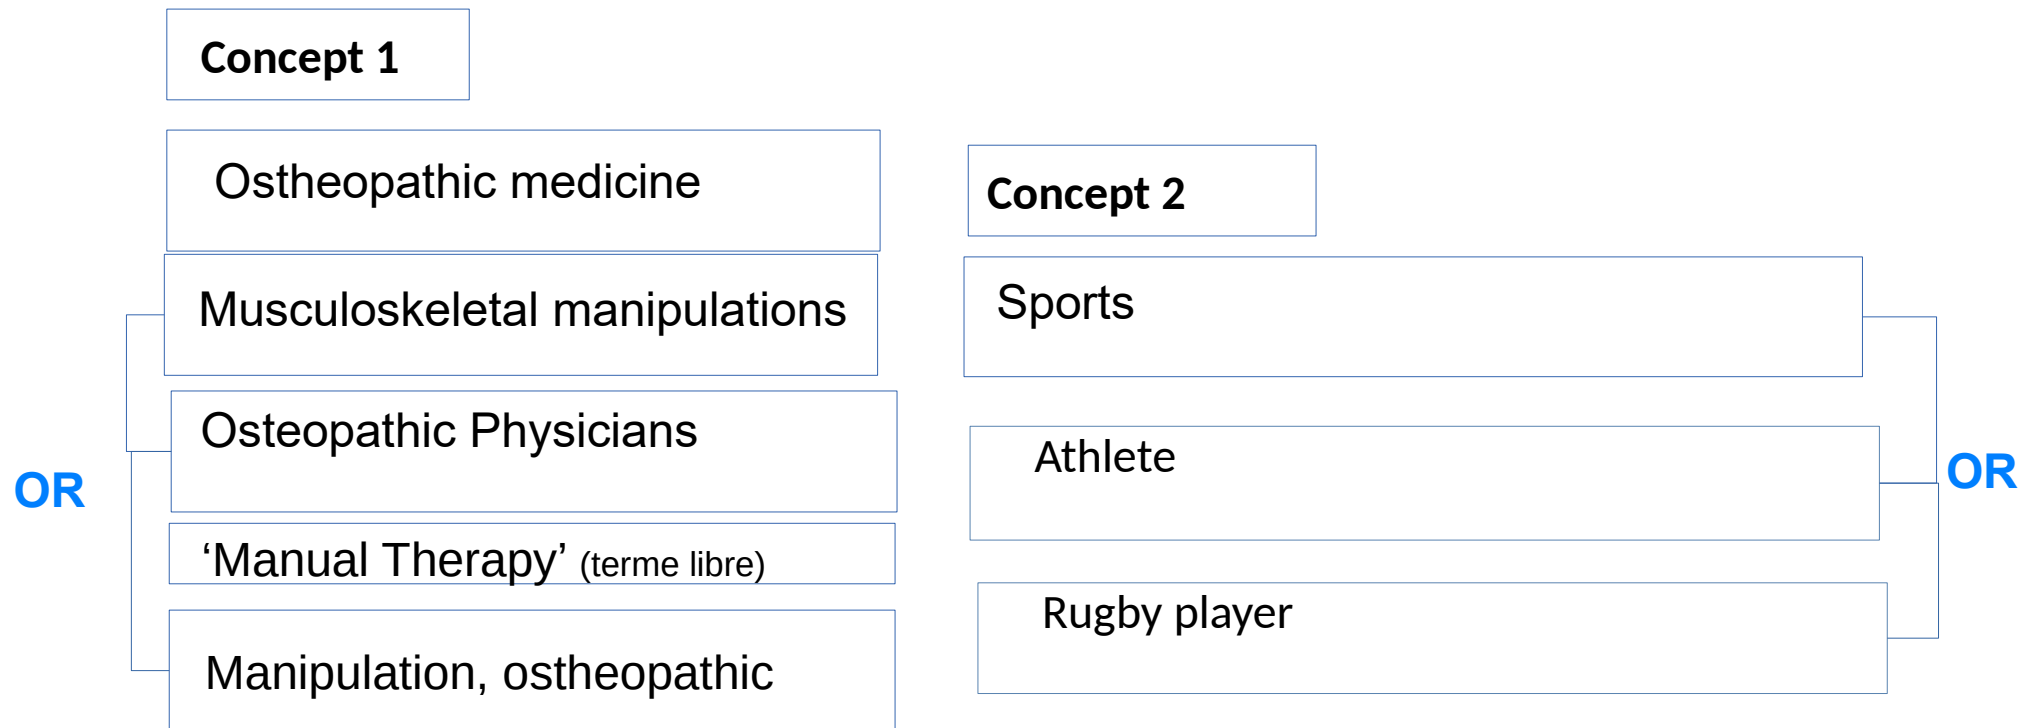 Concept 1
Ostheopathic medicine
Musculoskeletal manipulations
Osteopathic Physicians
OR
‘Manual Therapy’ (terme libre)
Manipulation, ostheopathic
Concept 2
Sports
Athlete
OR
Rugby player